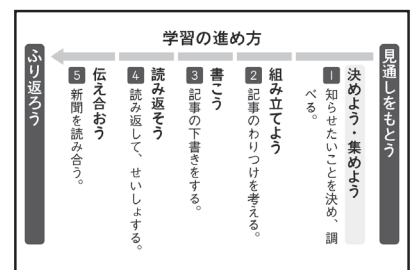 学習の進め方
見通しをもとう
決めよう・集めよう
1 知らせたいことを決め、調
べる。
組み立てよう
2 記事のわりつけを考える。
書こう
3 記事の下書きをする。
読み返そう
4 読み返して、せいしょする。
伝え合おう
5 新聞を読み合う。
ふり返ろう